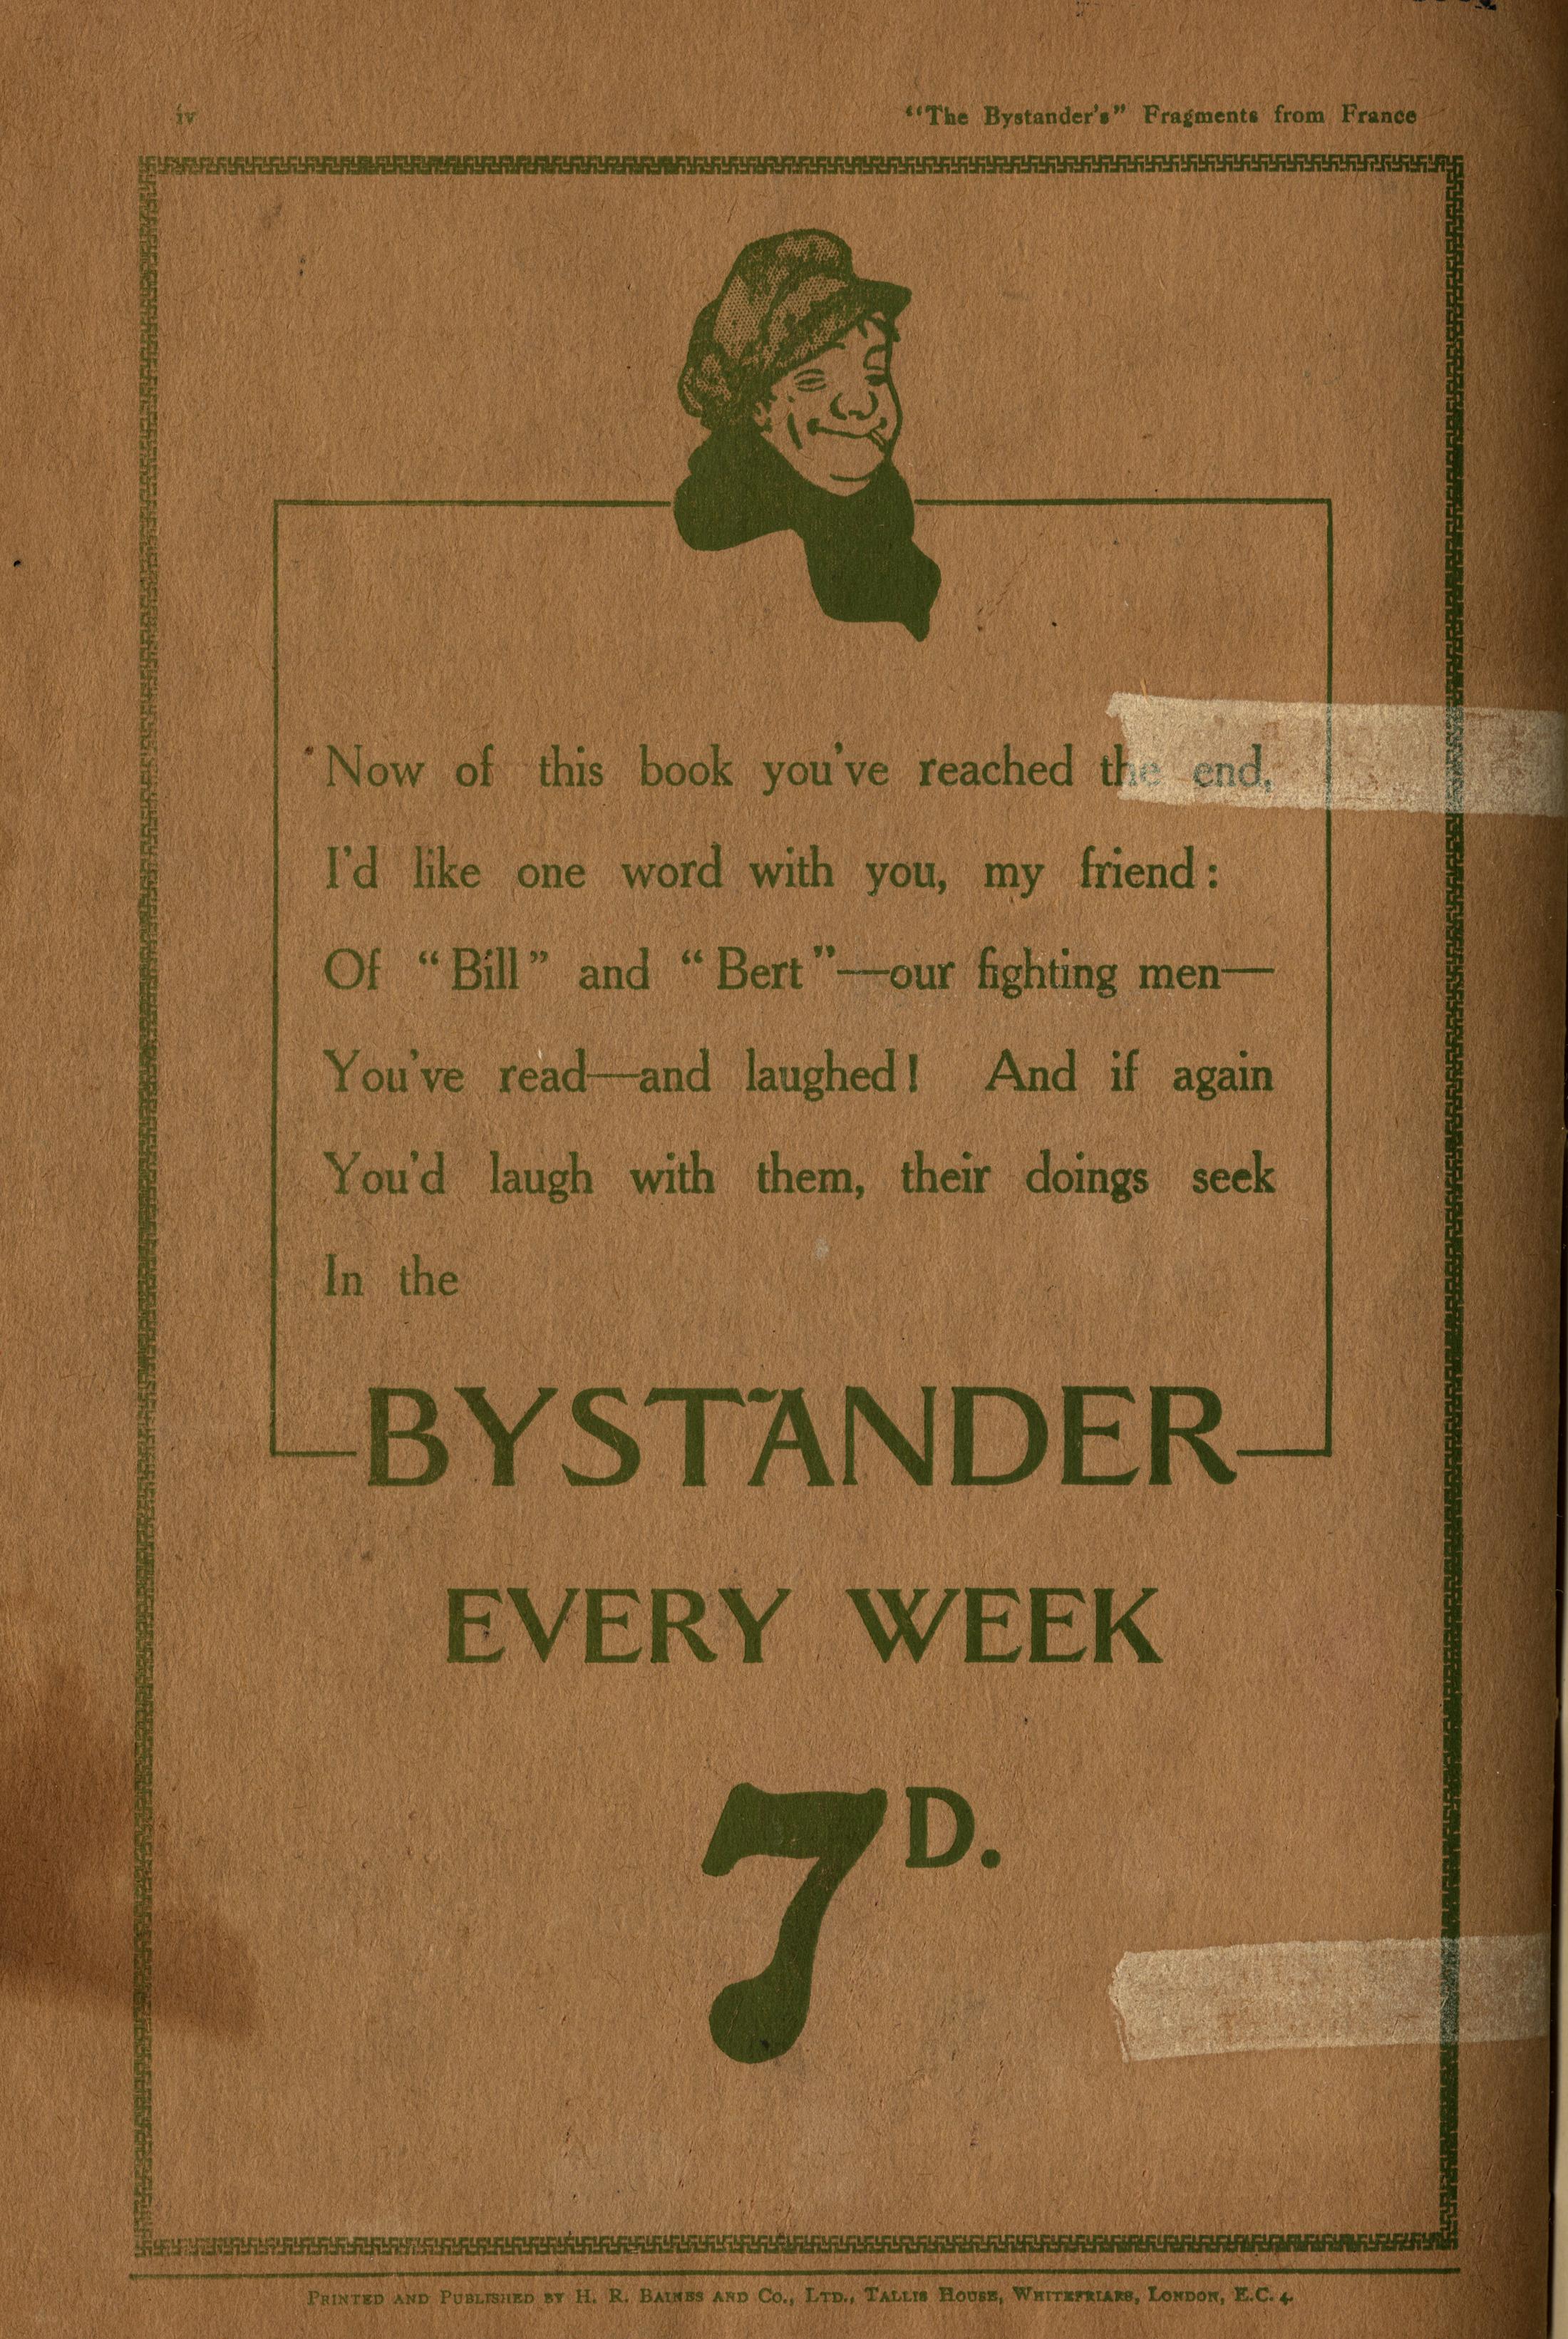 iv
“The Bystander's” Fragments from France
Now of this book you've reached the end,
I'd like one word with you, my friend:
Of “Bill” and “Bert”—our fighting men—
You've read—and laughed! And if again
You'd laugh with them, their doings seek
In the
BYSTANDER
EVERY WEEK
7D.
PRINTED AND PUBLISHED BY H. R. BAINES AND CO., LTD., TALLIS HOUSE, WHITEFRIARS, LONDON, E.C. 4.